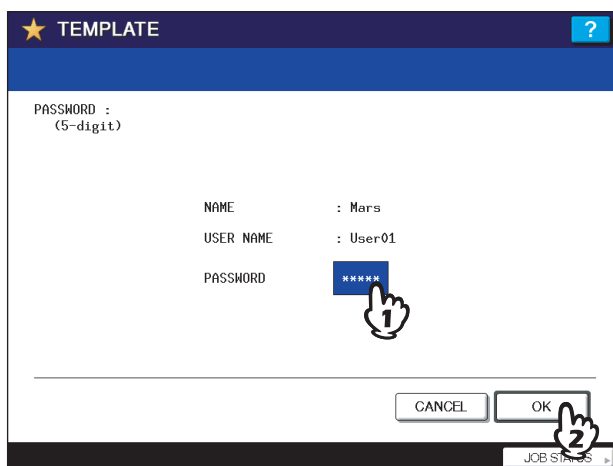 TEMPLATE ?
PASSWORD :
(5-digit)
NAME : Mars
USER NAME : User01
PASSWORD *****
1
CANCEL OK
2
JOB STATUS